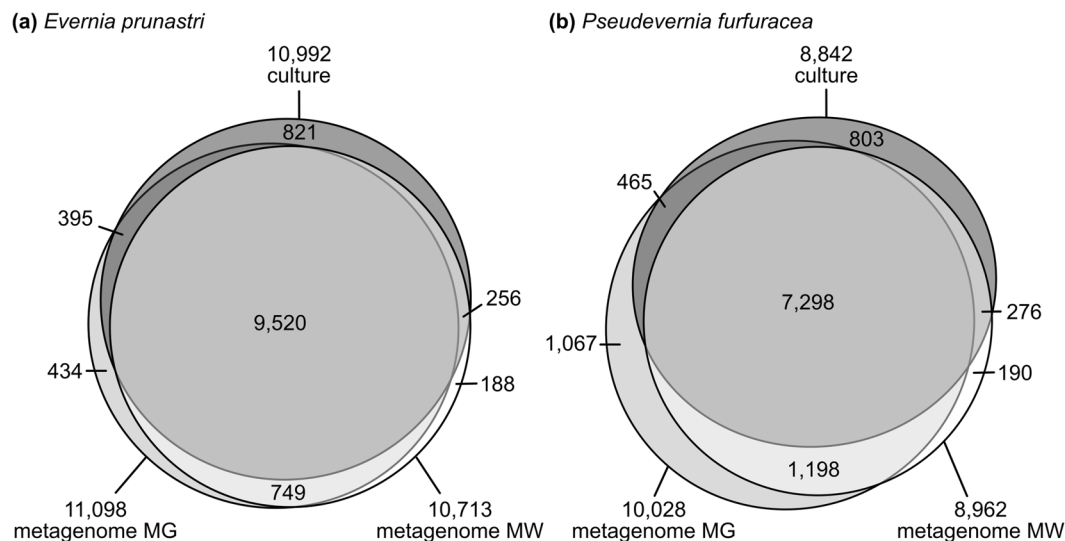 (a) Evernia prunastri
10,992
culture
821
395
9,520
256
434
188
749
11,098
metagenome MG
10,713
metagenome MW
(b) Pseudevernia furfuracea
8,842
culture
803
465
7,298
276
1,067
190
1,198
10,028
metagenome MG
8,962
metagenome MW